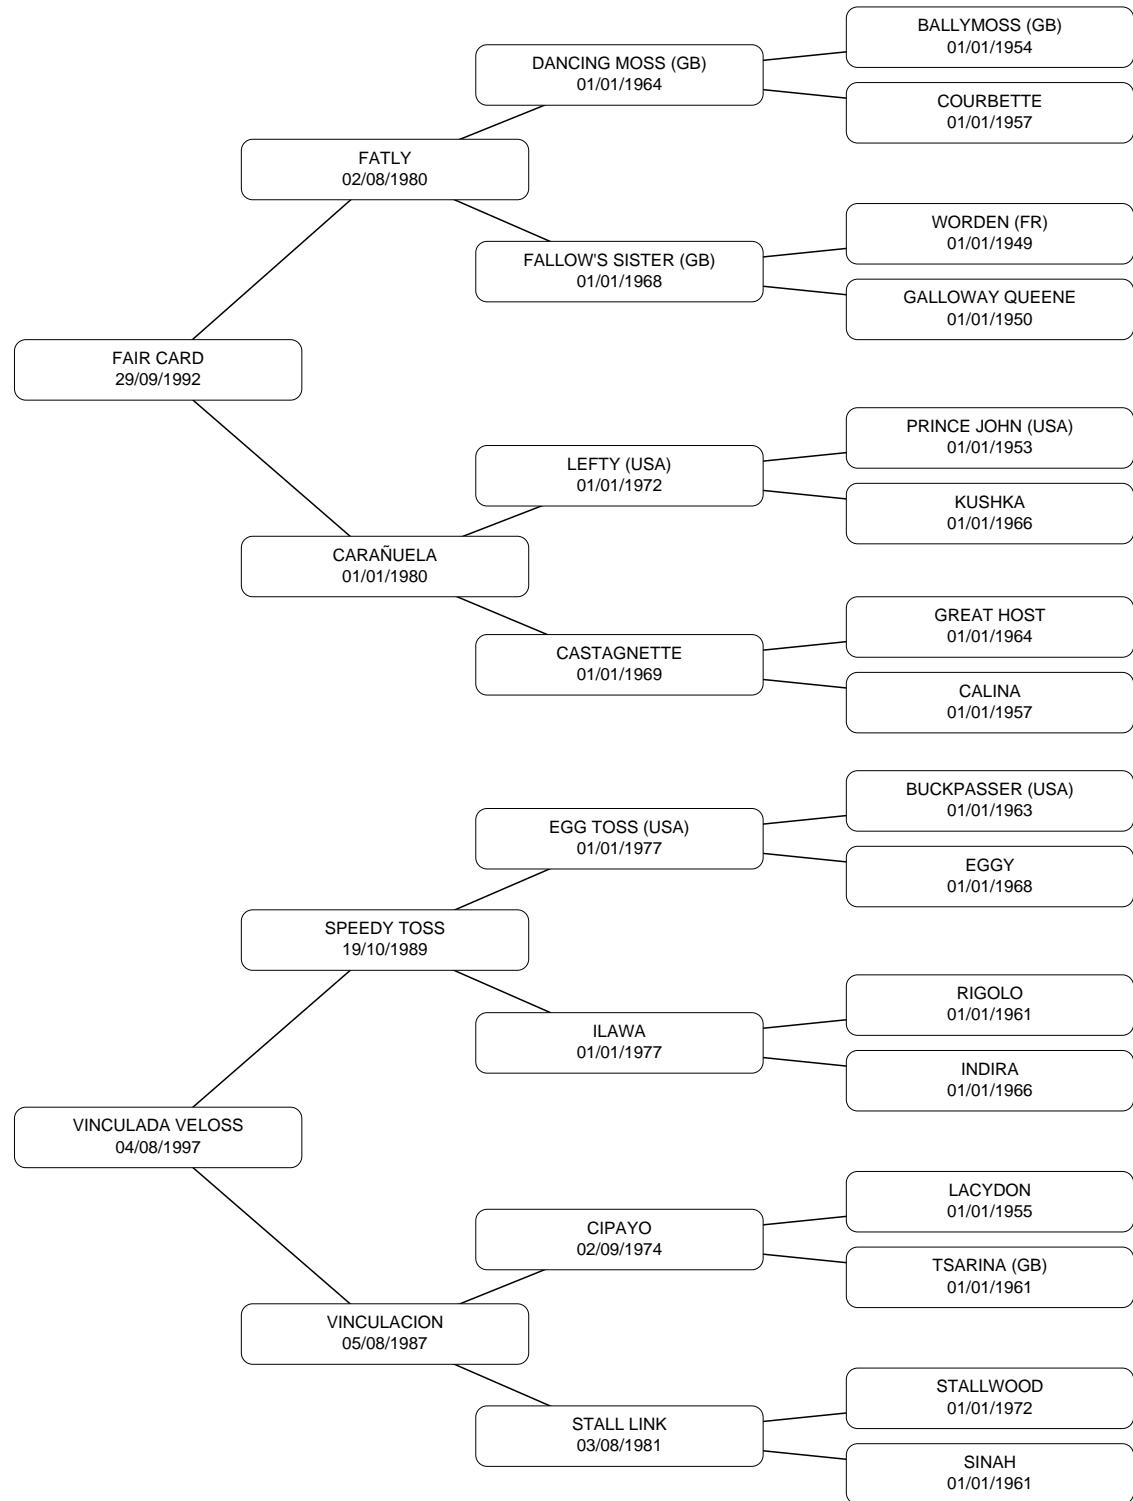 BALLYMOSS (GB)
01/01/1954
DANCING MOSS (GB)
01/01/1964
COURBETTE
01/01/1957
FATLY
02/08/1980
WORDEN (FR)
01/01/1949
FALLOW'S SISTER (GB)
01/01/1968
GALLOWAY QUEENE
01/01/1950
FAIR CARD
29/09/1992
PRINCE JOHN (USA)
01/01/1953
LEFTY (USA)
01/01/1972
KUSHKA
01/01/1966
CARAÑUELA
01/01/1980
GREAT HOST
01/01/1964
CASTAGNETTE
01/01/1969
CALINA
01/01/1957
BUCKPASSER (USA)
01/01/1963
EGG TOSS (USA)
01/01/1977
EGGY
01/01/1968
SPEEDY TOSS
19/10/1989
RIGOLO
01/01/1961
ILAWA
01/01/1977
INDIRA
01/01/1966
VINCULADA VELOSS
04/08/1997
LACYDON
01/01/1955
CIPAYO
02/09/1974
TSARINA (GB)
01/01/1961
VINCULACION
05/08/1987
STALLWOOD
01/01/1972
STALL LINK
03/08/1981
SINAH
01/01/1961